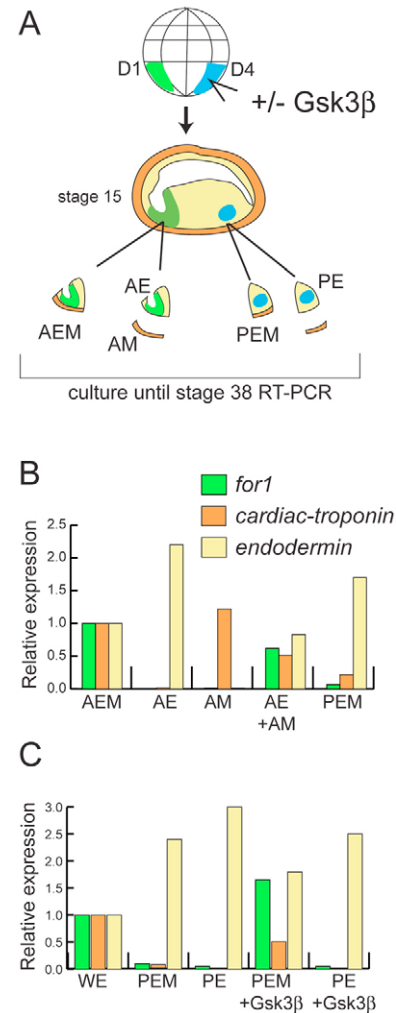 A
D1 D4
+/- Gsk3β
stage 15
AE PE
AEM AM PEM
culture until stage 38 RT-PCR
B
for1
cardiac-troponin
endodermin
Relative expression
2.5
2.0
1.5
1.0
0.5
0.0
AEM AE AM AE PEM
+AM
C
Relative expression
3.0
2.5
2.0
1.5
1.0
0.5
0.0
WE PEM PE PEM PE
+Gsk3β +Gsk3β